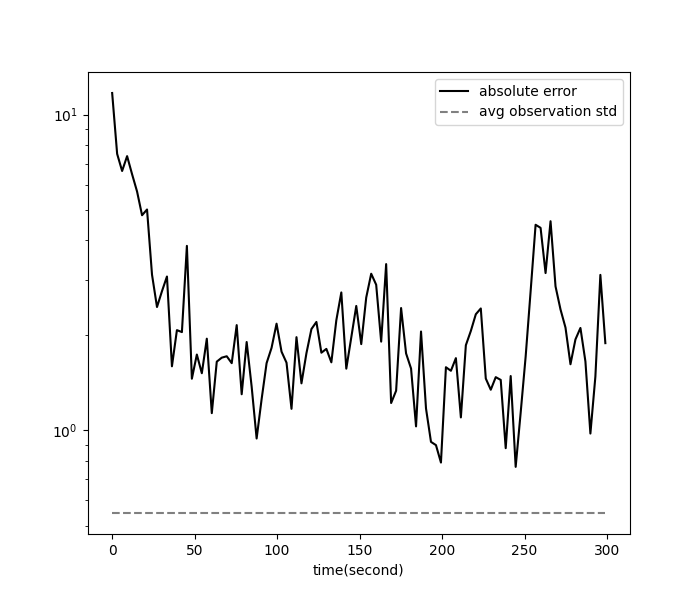 absolute error
avg observation std
10¹
10⁰
0 50 100 150 200 250 300
time(second)